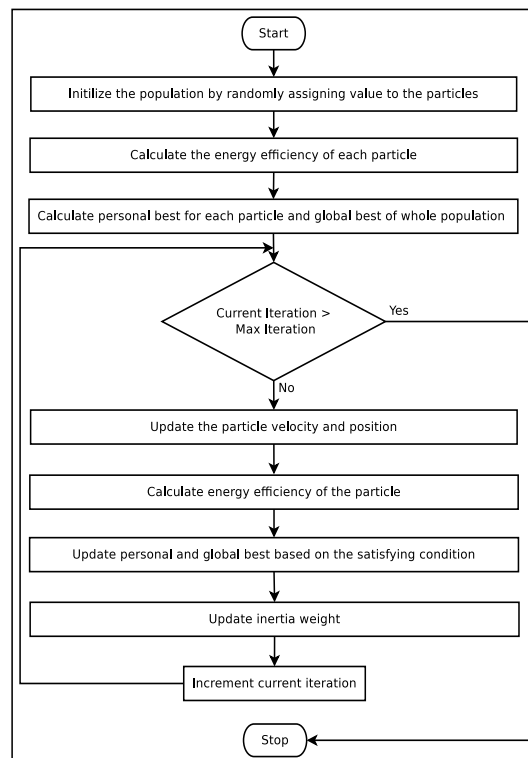 Start
Initilize the population by randomly assigning value to the particles
Calculate the energy efficiency of each particle
Calculate personal best for each particle and global best of whole population
Current Iteration >
Max Iteration
Yes
No
Update the particle velocity and position
Calculate energy efficiency of the particle
Update personal and global best based on the satisfying condition
Update inertia weight
Increment current iteration
Stop